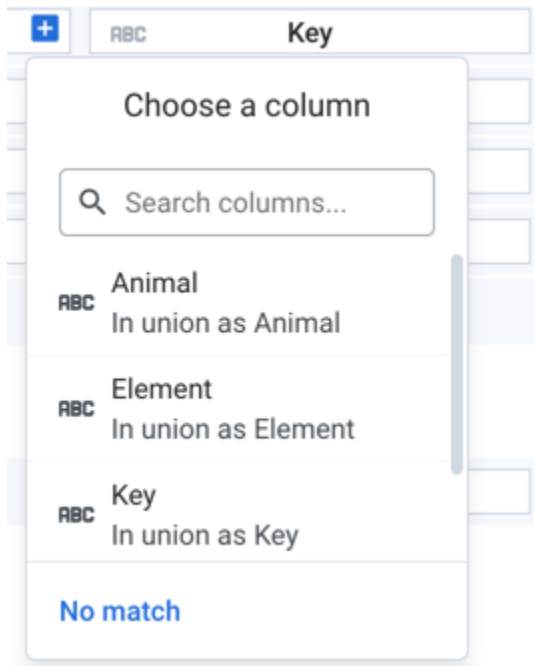 ABC Key
Choose a column
Search columns...
ABC
Animal
In union as Animal
ABC
Element
In union as Element
ABC
Key
In union as Key
No match